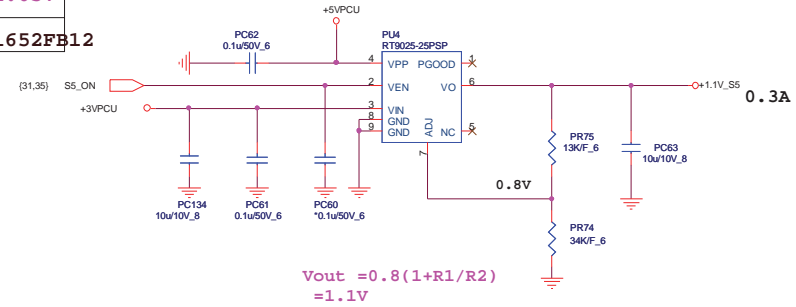 1652FB12
+5VPCU
PC62
0.1u/50V_6
PU4
RT9025-25PSP
4 VPP PGOOD 1
{31,35} S5_ON
2 VEN VO 6
+1.1V_S5
0.3A
+3VPCU
3 VIN
8 GND
9 GND
ADJ
NC 5
7
PR75
13K/F_6
PC63
10u/10V_8
0.8V
PC134
10u/10V_8
PC61
0.1u/50V_6
PC60
*0.1u/50V_6
PR74
34K/F_6
Vout =0.8(1+R1/R2)
=1.1V